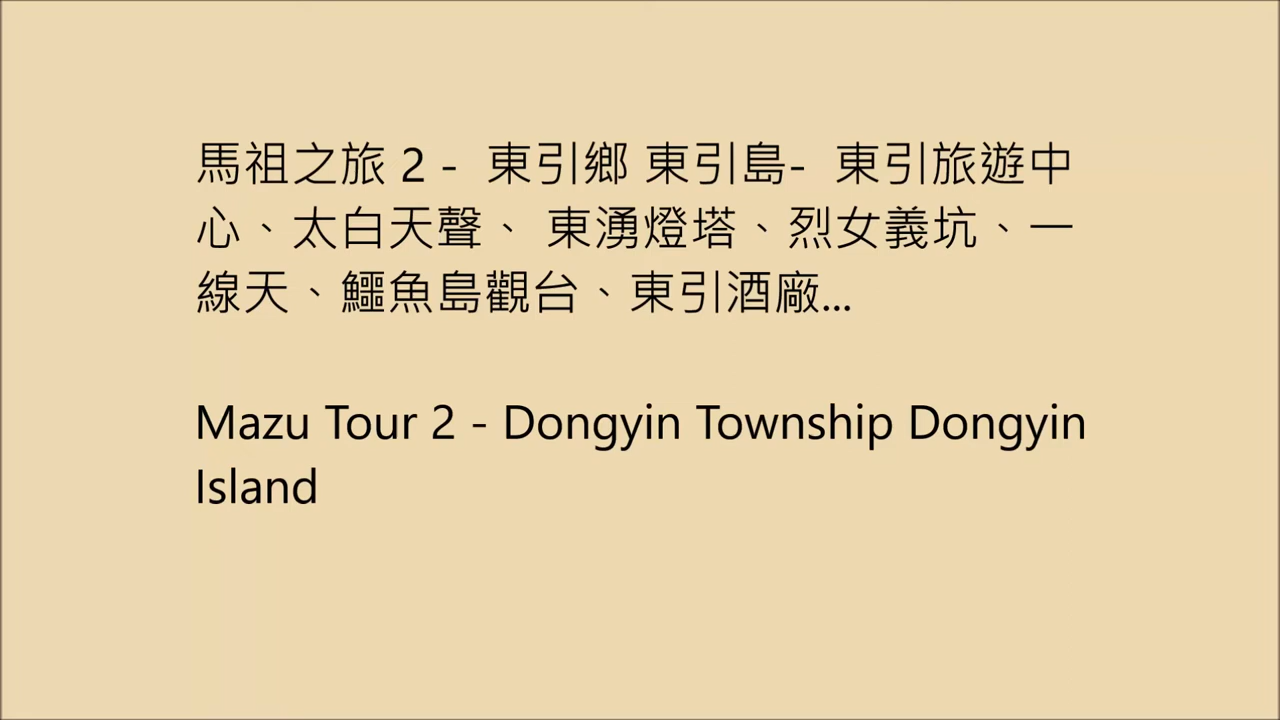 馬祖之旅 2 -  東引鄉 東引島-  東引旅遊中
心、太白天聲、 東湧燈塔、烈女義坑、一
線天、鱷魚島觀台、東引酒廠...
Mazu Tour 2 - Dongyin Township Dongyin
Island